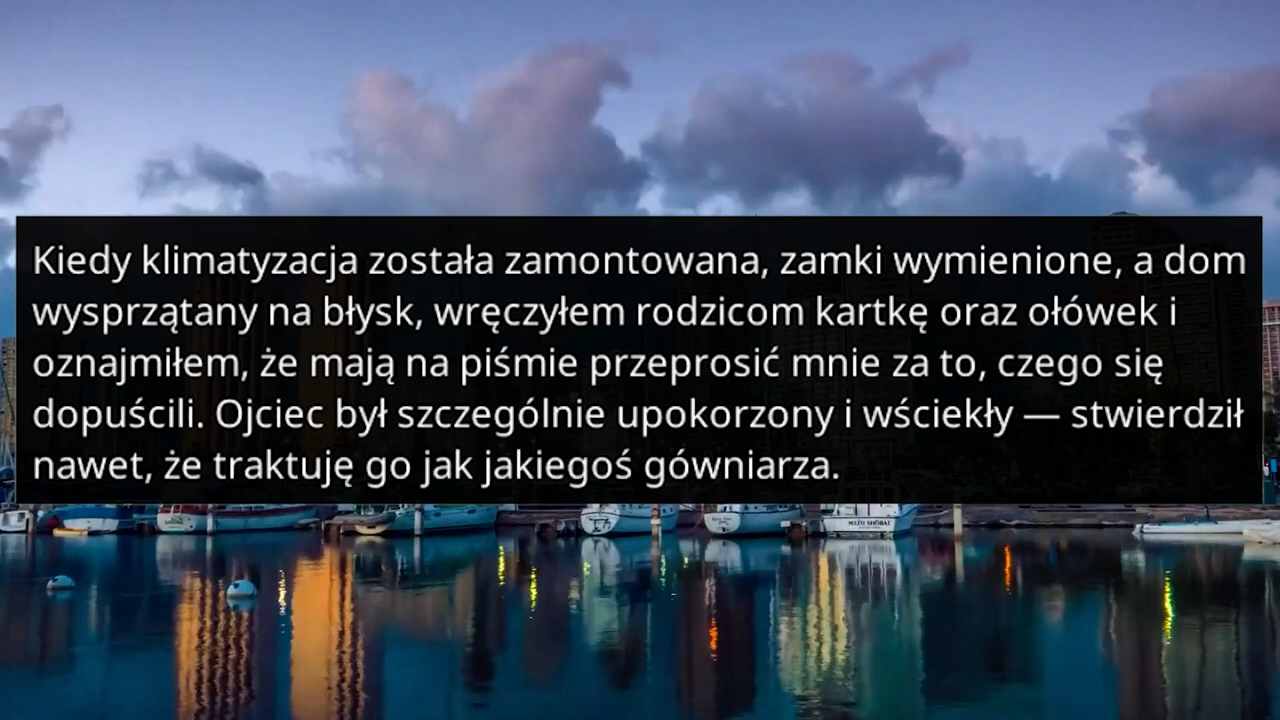 Kiedy klimatyzacja została zamontowana, zamki wymienione, a dom
wysprzątany na błysk, wręczyłem rodzicom kartkę oraz ołówek i
oznajmiłem, że mają na piśmie przeprosić mnie za to, czego się
dopuścili. Ojciec był szczególnie upokorzony i wściekły — stwierdził
nawet, że traktuję go jak jakiegoś gówniarza.